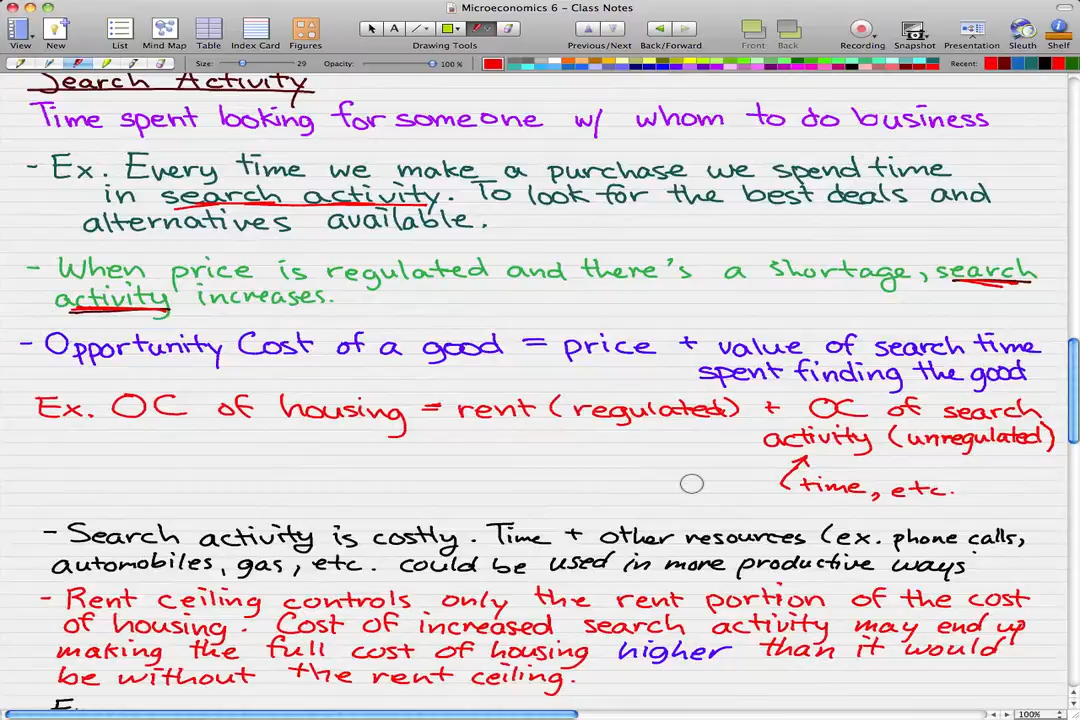 Microeconomics 6 - Class Notes
View New List Mind Map Table Index Card Figures Drawing Tools Previous/Next Back/Forward Front Back Recording Snapshot Presentation Sleuth Shelf
Size: 29 Opacity: 100 % Recent:
Search Activity
Time spent looking for someone w/ whom to do business
- Ex. Every time we make a purchase we spend time
in search activity. To look for the best deals and
alternatives available.
- When price is regulated and there's a shortage, search
activity increases.
- Opportunity Cost of a good = price + value of search time
spent finding the good
Ex. OC of housing = rent (regulated) + OC of search
activity (unregulated)
time, etc.
- Search activity is costly. Time + other resources (ex. phone calls,
automobiles, gas, etc. could be used in more productive ways
- Rent ceiling controls only the rent portion of the cost
of housing. Cost of increased search activity may end up
making the full cost of housing higher than it would
be without the rent ceiling.
100%